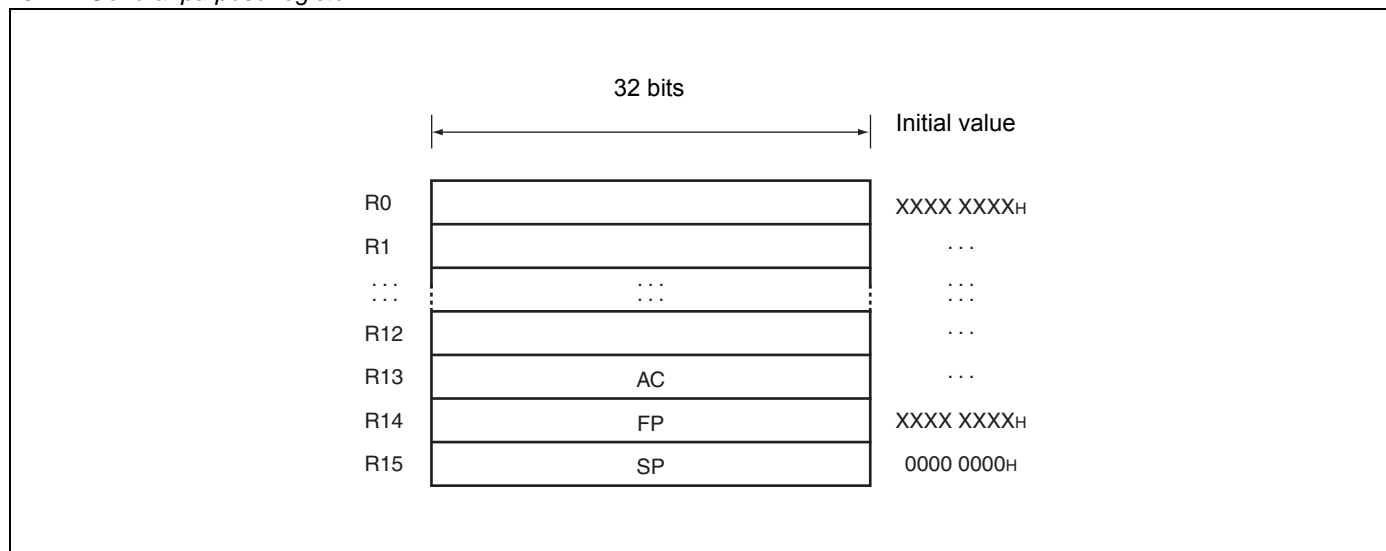 32 bits
Initial value
R0 XXXX XXXXH
R1 ...
... ... ...
... ... ...
R12 ...
R13 AC ...
R14 FP XXXX XXXXH
R15 SP 0000 0000H